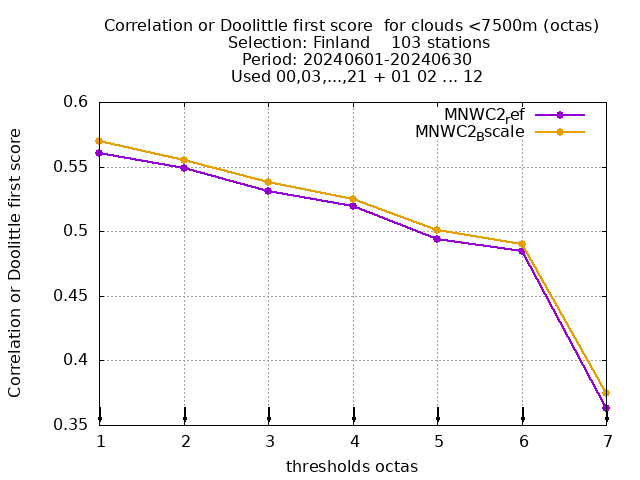 Correlation or Doolittle first score  for clouds <7500m (octas)
Selection: Finland    103 stations
Period: 20240601-20240630
Used 00,03,...,21 + 01 02 ... 12
MNWC2ref
MNWC2Bscale
Correlation or Doolittle first score
0.6
0.55
0.5
0.45
0.4
0.35
1 2 3 4 5 6 7
thresholds octas